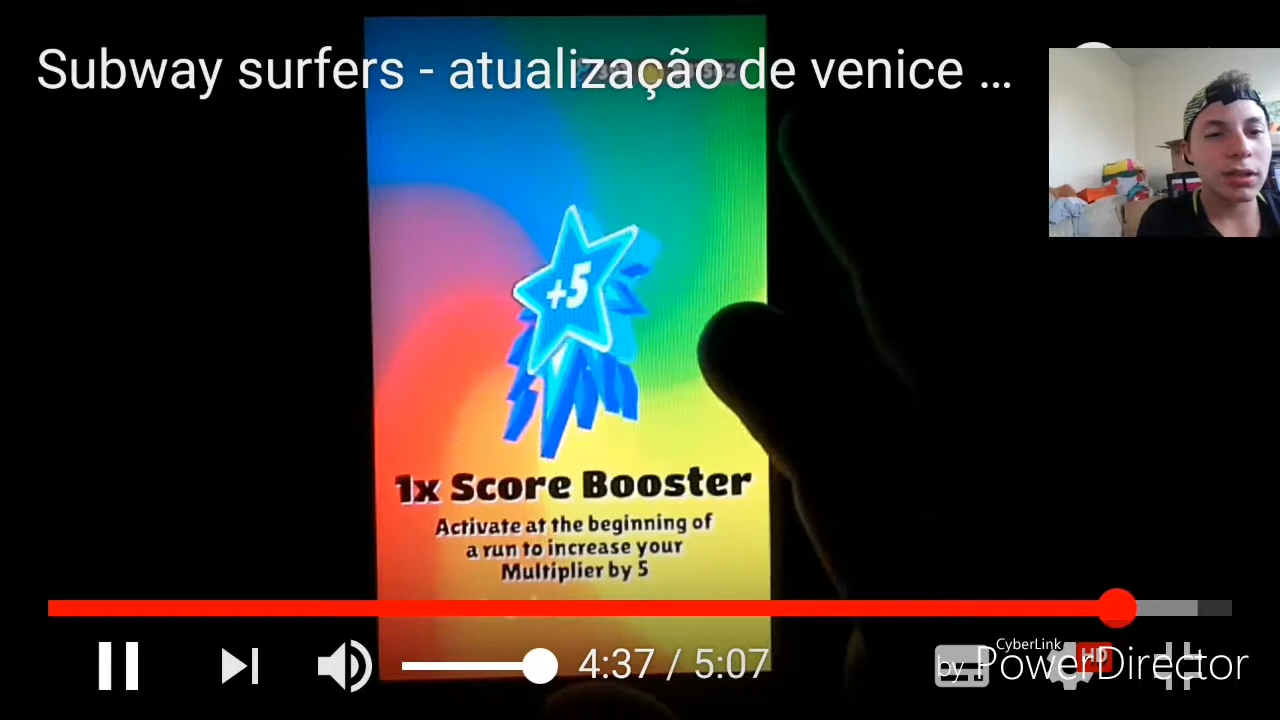 Subway surfers - atualização de venice ...
+5
1x Score Booster
Activate at the beginning of
a run to increase your
Multiplier by 5
4:37 / 5:07
HD
CyberLink
by PowerDirector